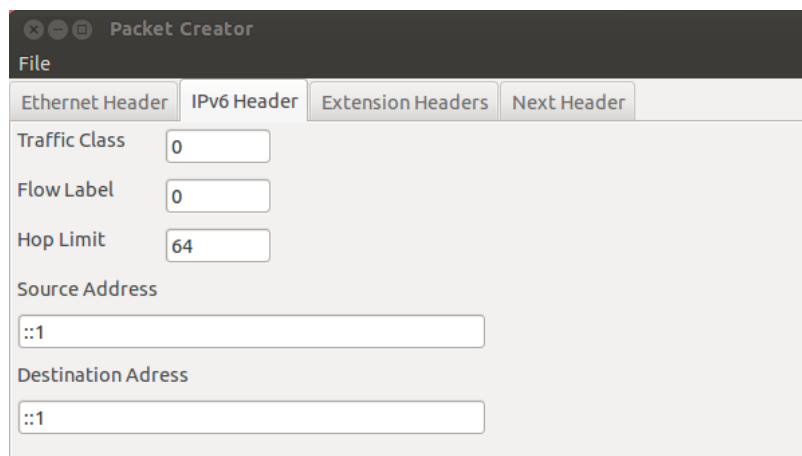 Packet Creator
File
Ethernet Header IPv6 Header Extension Headers Next Header
Traffic Class 0
Flow Label 0
Hop Limit 64
Source Address
::1
Destination Adress
::1